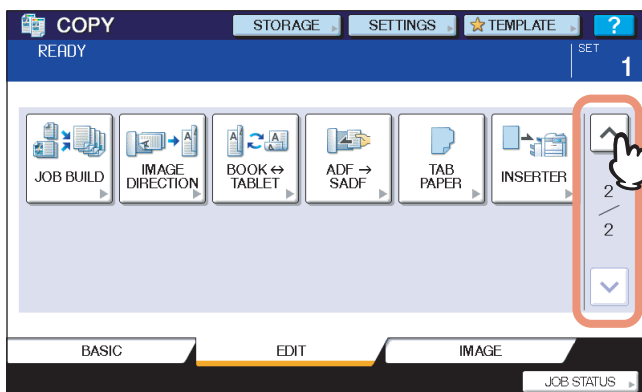 COPY
STORAGE
SETTINGS
TEMPLATE
?
READY
SET
1
JOB BUILD
IMAGE
DIRECTION
BOOK ↔
TABLET
ADF →
SADF
TAB
PAPER
INSERTER
2
/
2
BASIC
EDIT
IMAGE
JOB STATUS